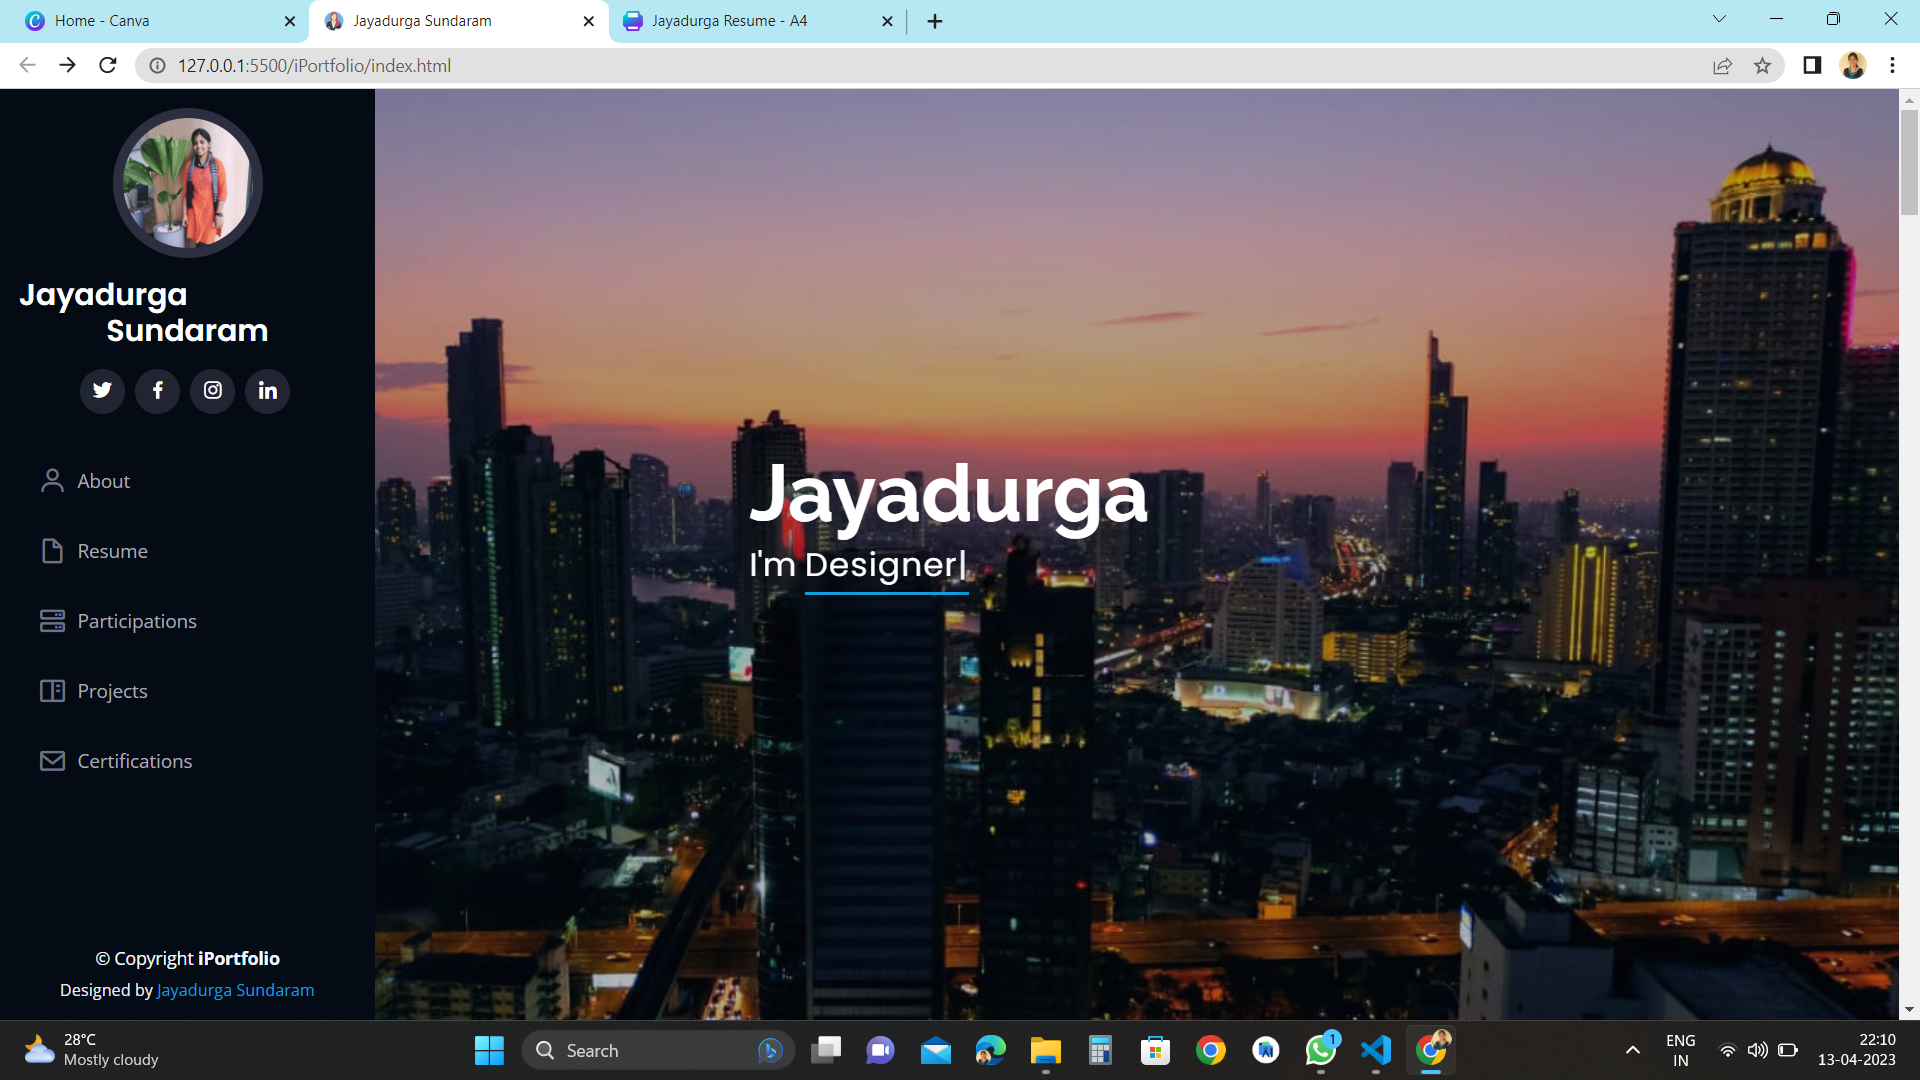 Home - Canva
Jayadurga Sundaram
Jayadurga Resume - A4
127.0.0.1:5500/iPortfolio/index.html
Jayadurga
Sundaram
About
Resume
Participations
Projects
Certifications
© Copyright iPortfolio
Designed by Jayadurga Sundaram
Jayadurga
I'm Designer|
28°C
Mostly cloudy
Search
1
ENG
IN
22:10
13-04-2023